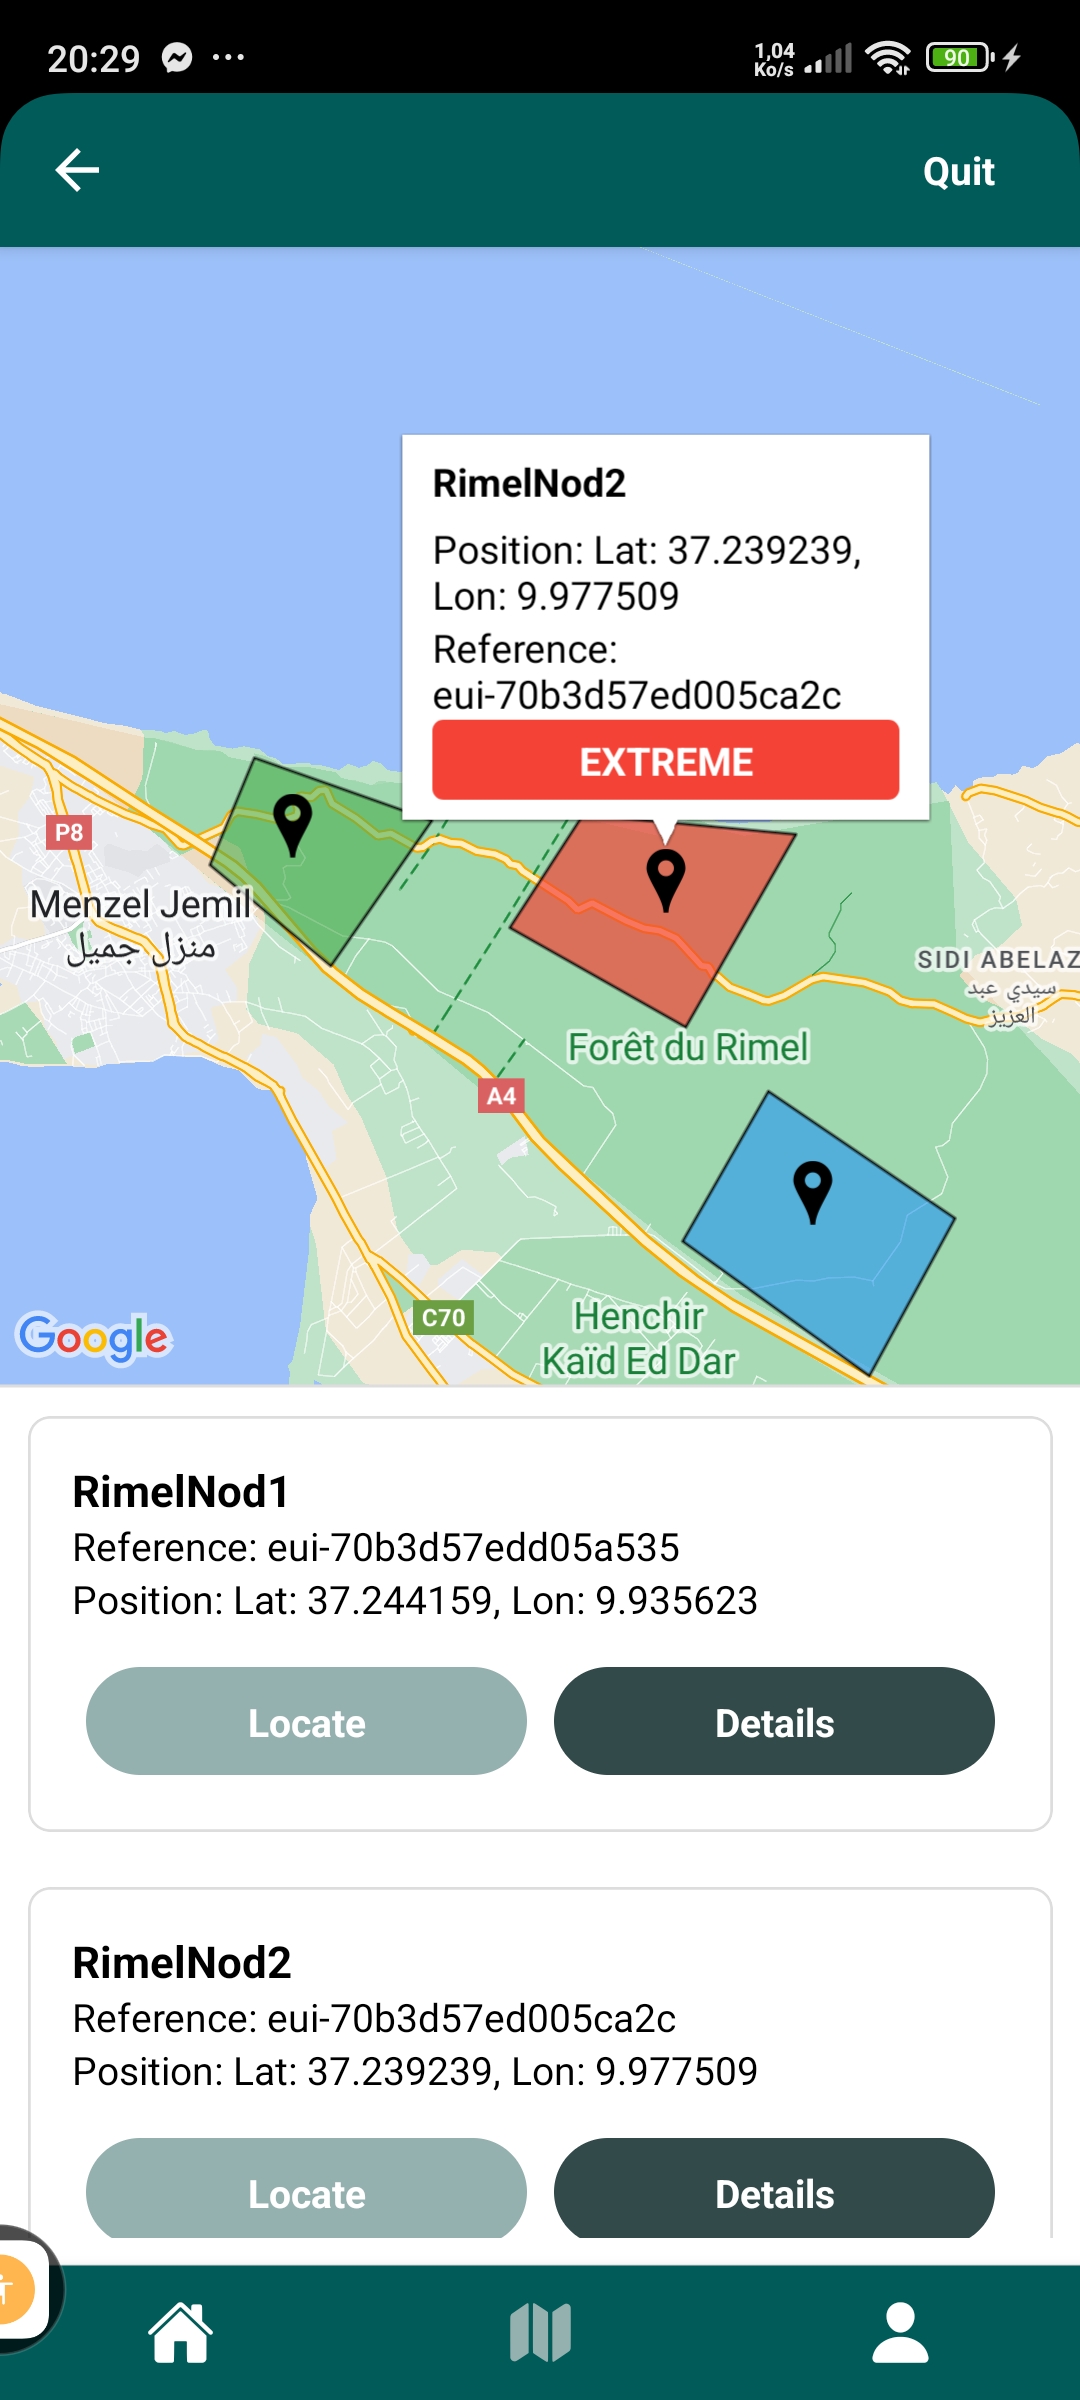 20:29
1,04
Ko/s
90
Quit
RimelNod2
Position: Lat: 37.239239,
Lon: 9.977509
Reference:
eui-70b3d57ed005ca2c
EXTREME
P8
Menzel Jemil
منزل جميل
SIDI ABELAZ
سيدي عبد
العزيز
Forêt du Rimel
A4
C70
Henchir
Kaïd Ed Dar
Google
RimelNod1
Reference: eui-70b3d57edd05a535
Position: Lat: 37.244159, Lon: 9.935623
Locate
Details
RimelNod2
Reference: eui-70b3d57ed005ca2c
Position: Lat: 37.239239, Lon: 9.977509
Locate
Details